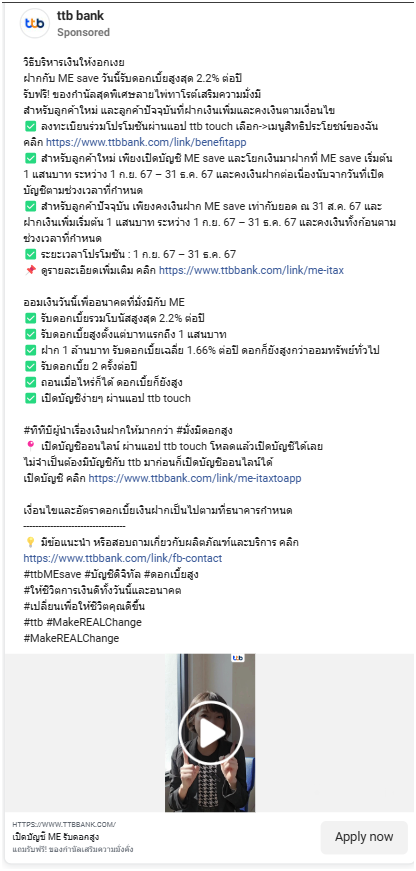 ttb
ttb bank
Sponsored
วิธีบริหารเงินให้งอกเงย
ฝากกับ ME save วันนี้รับดอกเบี้ยสูงสุด 2.2% ต่อปี
รับฟรี! ของกำนัลสุดพิเศษลายไพ่ทาโรต์เสริมความมั่งมี
สำหรับลูกค้าใหม่ และลูกค้าปัจจุบันที่ฝากเงินเพิ่มและคงเงินตามเงื่อนไข
✅ ลงทะเบียนร่วมโปรโมชันผ่านแอป ttb touch เลือก->เมนูสิทธิประโยชน์ของฉัน
คลิก https://www.ttbbank.com/link/benefitapp
✅ สำหรับลูกค้าใหม่ เพียงเปิดบัญชี ME save และโยกเงินมาฝากที่ ME save เริ่มต้น
1 แสนบาท ระหว่าง 1 ก.ย. 67 – 31 ธ.ค. 67 และคงเงินฝากต่อเนื่องนับจากวันที่เปิด
บัญชีตามช่วงเวลาที่กำหนด
✅ สำหรับลูกค้าปัจจุบัน เพียงคงเงินฝาก ME save เท่ากับยอด ณ 31 ส.ค. 67 และ
ฝากเงินเพิ่มเริ่มต้น 1 แสนบาท ระหว่าง 1 ก.ย. 67 – 31 ธ.ค. 67 และคงเงินทั้งก้อนตาม
ช่วงเวลาที่กำหนด
✅ ระยะเวลาโปรโมชัน : 1 ก.ย. 67 – 31 ธ.ค. 67
📌 ดูรายละเอียดเพิ่มเติม คลิก https://www.ttbbank.com/link/me-itax
ออมเงินวันนี้เพื่ออนาคตที่มั่งมีกับ ME
✅ รับดอกเบี้ยรวมโบนัสสูงสุด 2.2% ต่อปี
✅ รับดอกเบี้ยสูงตั้งแต่บาทแรกถึง 1 แสนบาท
✅ ฝาก 1 ล้านบาท รับดอกเบี้ยเฉลี่ย 1.66% ต่อปี ดอกก็ยังสูงกว่าออมทรัพย์ทั่วไป
✅ รับดอกเบี้ย 2 ครั้งต่อปี
✅ ถอนเมื่อไหร่ก็ได้ ดอกเบี้ยก็ยังสูง
✅ เปิดบัญชีง่ายๆ ผ่านแอป ttb touch
#ทีทีบีผู้นำเรื่องเงินฝากให้มากกว่า #มั่งมีดอกสูง
📍 เปิดบัญชีออนไลน์ ผ่านแอป ttb touch โหลดแล้วเปิดบัญชีได้เลย
ไม่จำเป็นต้องมีบัญชีกับ ttb มาก่อนก็เปิดบัญชีออนไลน์ได้
เปิดบัญชี คลิก https://www.ttbbank.com/link/me-itaxtoapp
เงื่อนไขและอัตราดอกเบี้ยเงินฝากเป็นไปตามที่ธนาคารกำหนด
----------------------------------
💡 มีข้อแนะนำ หรือสอบถามเกี่ยวกับผลิตภัณฑ์และบริการ คลิก
https://www.ttbbank.com/link/fb-contact
#ttbMEsave #บัญชีดิจิทัล #ดอกเบี้ยสูง
#ให้ชีวิตการเงินดีทั้งวันนี้และอนาคต
#เปลี่ยนเพื่อให้ชีวิตคุณดีขึ้น
#ttb #MakeREALChange
#MakeREALChange
ttb
HTTPS://WWW.TTBBANK.COM/
เปิดบัญชี ME รับดอกสูง
แถมรับฟรี! ของกำนัลเสริมความมั่งคั่ง
Apply now